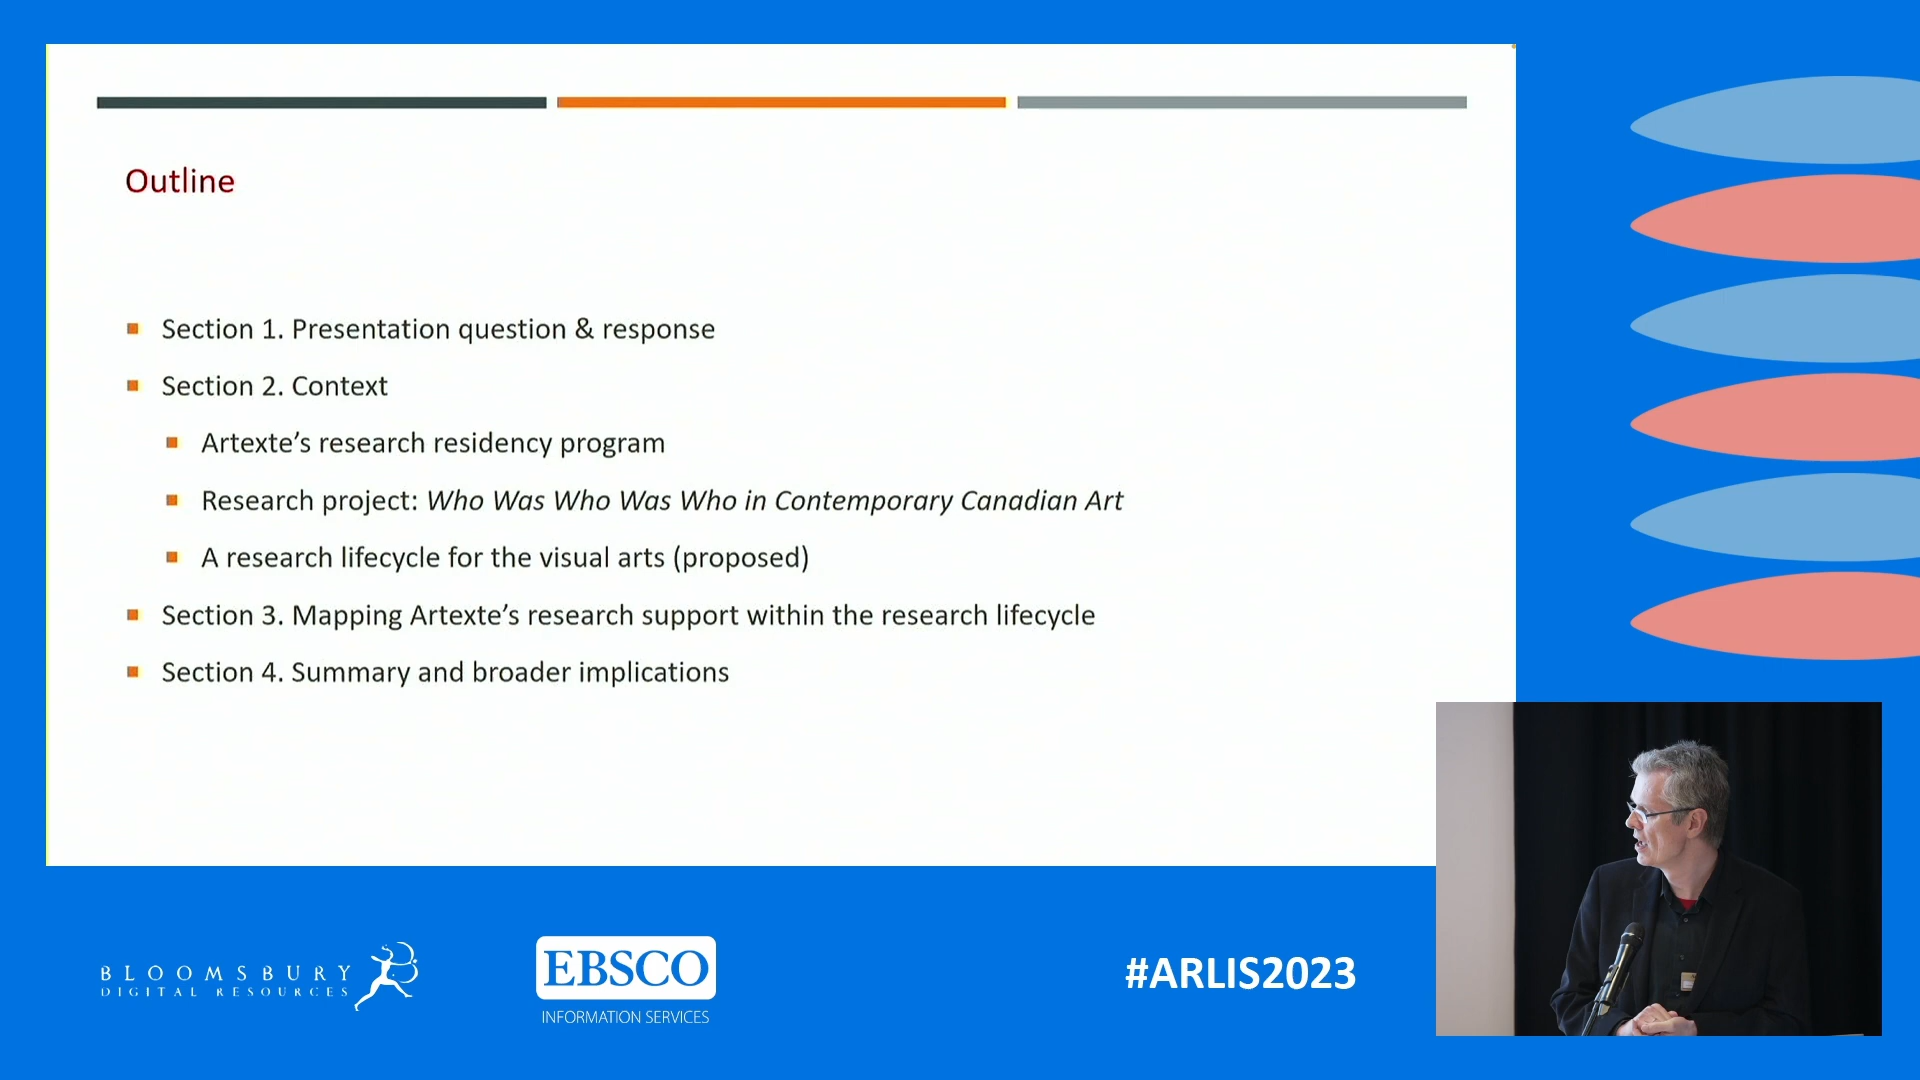 Outline
Section 1. Presentation question & response
Section 2. Context
Artexte’s research residency program
Research project: Who Was Who Was Who in Contemporary Canadian Art
A research lifecycle for the visual arts (proposed)
Section 3. Mapping Artexte’s research support within the research lifecycle
Section 4. Summary and broader implications
BLOOMSBURY
DIGITAL RESOURCES
EBSCO
INFORMATION SERVICES
#ARLIS2023